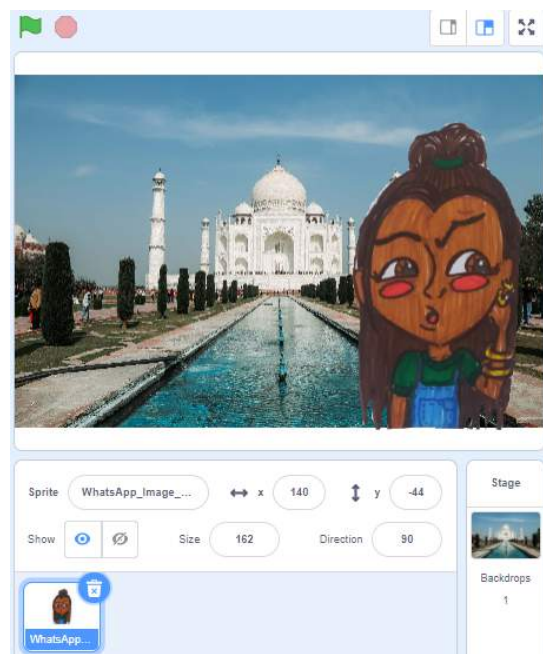 Sprite WhatsApp_Image_... x 140 y -44
Show Size 162 Direction 90
WhatsApp...
Stage
Backdrops
1